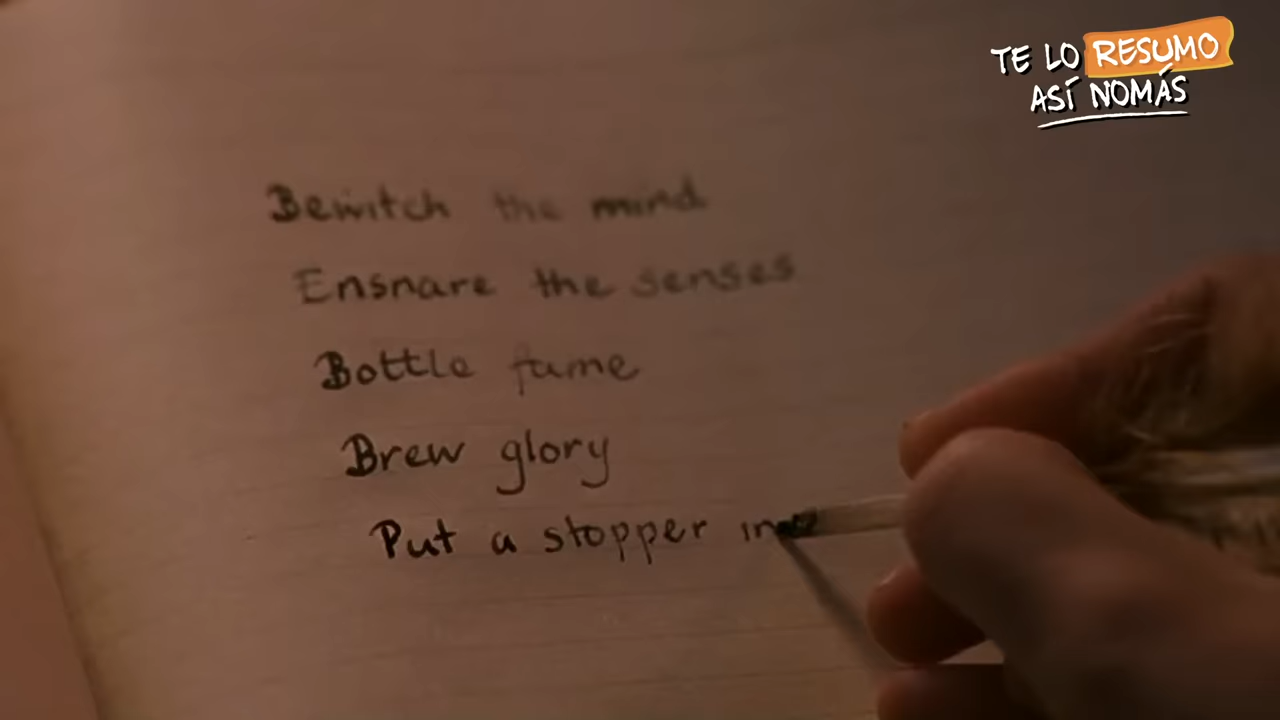 TE LO RESUMO
ASÍ NOMÁS
Bewitch the mind
Ensnare the senses
Bottle fame
Brew glory
Put a stopper in